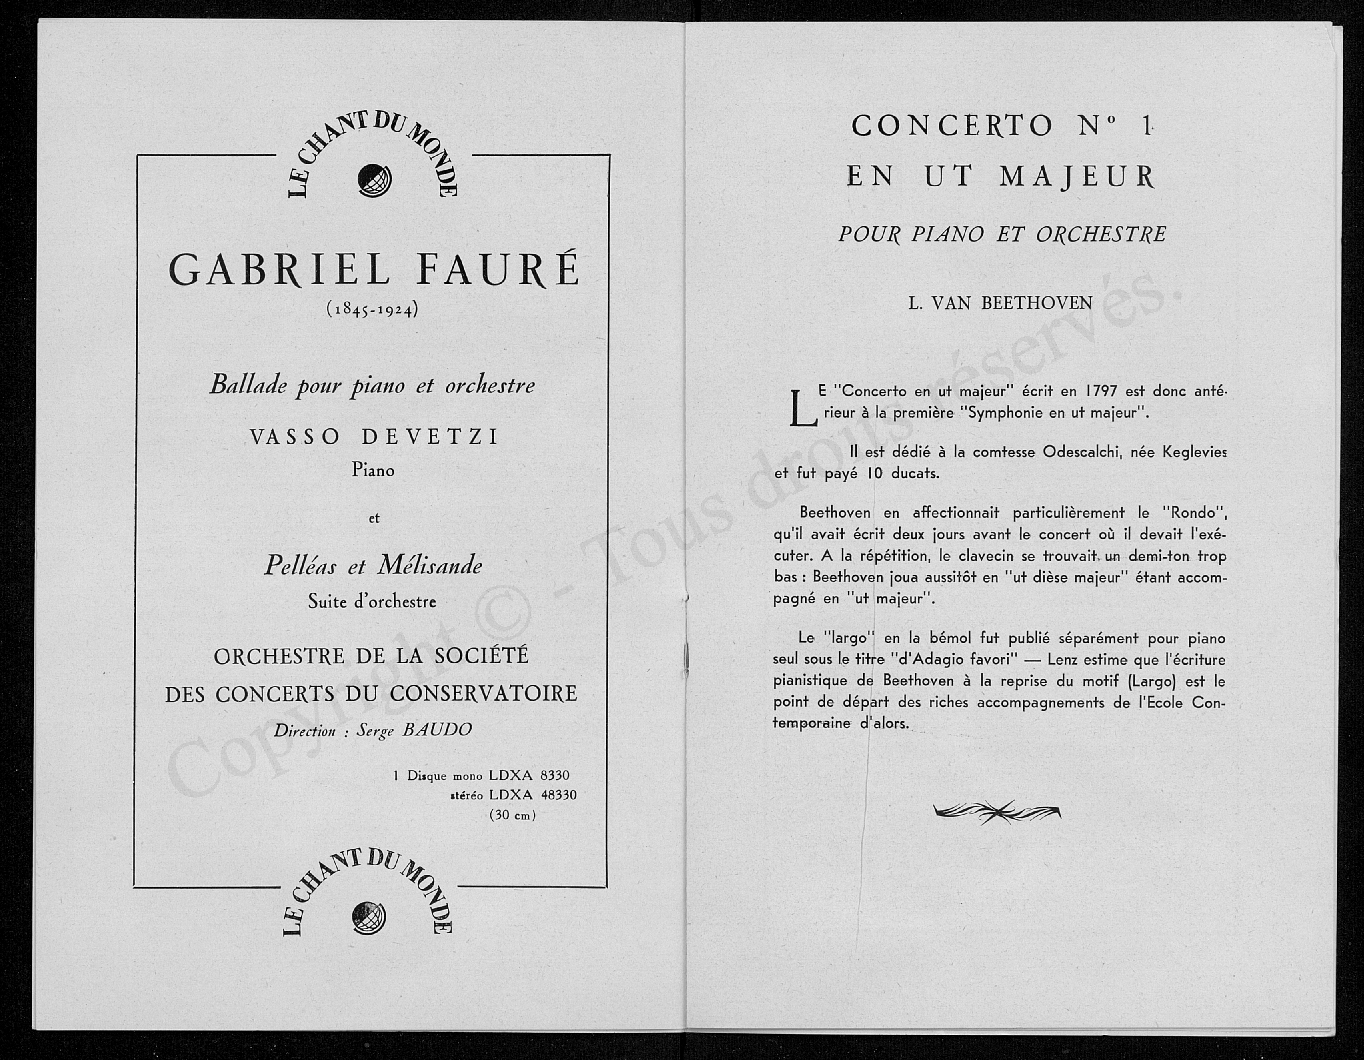 LE CHANT DU MONDE
GABRIEL FAURÉ
(1845-1924)
Ballade pour piano et orchestre
VASSO DEVETZI
Piano
et
Pelléas et Mélisande
Suite d'orchestre
ORCHESTRE DE LA SOCIÉTÉ
DES CONCERTS DU CONSERVATOIRE
Direction : Serge BAUDO
1 Disque mono LDXA 8330
stéréo LDXA 48330
(30 cm)
LE CHANT DU MONDE
CONCERTO Nº 1
EN UT MAJEUR
POUR PIANO ET ORCHESTRE
L. VAN BEETHOVEN
LE "Concerto en ut majeur" écrit en 1797 est donc anté-
rieur à la première "Symphonie en ut majeur".
Il est dédié à la comtesse Odescalchi, née Keglevies
et fut payé 10 ducats.
Beethoven en affectionnait particulièrement le "Rondo",
qu'il avait écrit deux jours avant le concert où il devait l'exé-
cuter. A la répétition, le clavecin se trouvait un demi-ton trop
bas : Beethoven joua aussitôt en "ut dièse majeur" étant accom-
pagné en "ut majeur".
Le "largo" en la bémol fut publié séparément pour piano
seul sous le titre "d'Adagio favori" — Lenz estime que l'écriture
pianistique de Beethoven à la reprise du motif (Largo) est le
point de départ des riches accompagnements de l'Ecole Con-
temporaine d'alors.
Copyright © - Tous droits réservés.